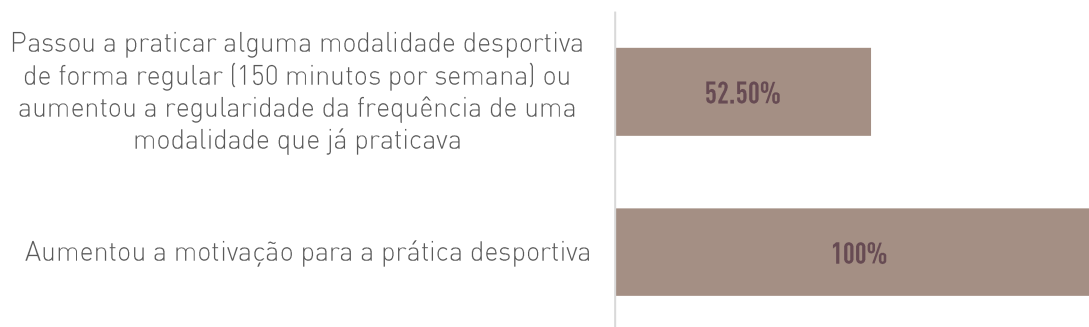 Passou a praticar alguma modalidade desportiva
de forma regular (150 minutos por semana) ou
aumentou a regularidade da frequência de uma
modalidade que já praticava
52.50%
Aumentou a motivação para a prática desportiva
100%